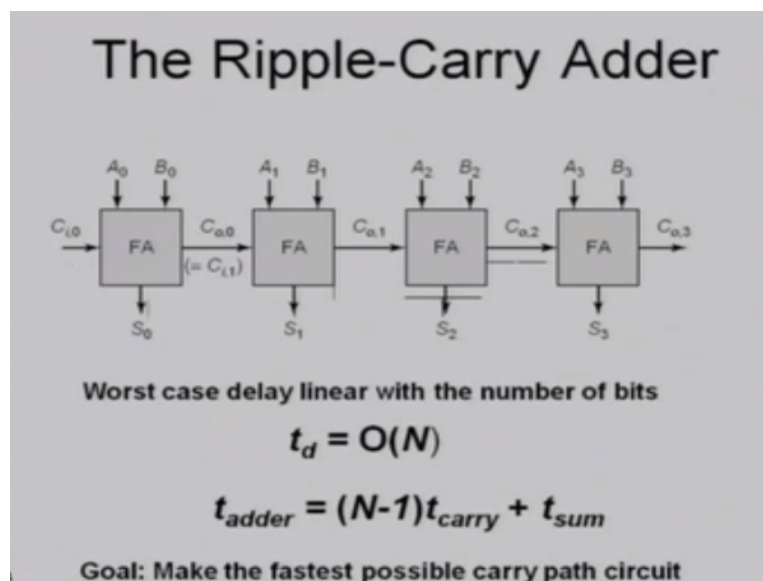 The Ripple-Carry Adder
A0 B0 A1 B1 A2 B2 A3 B3
Ci,0 Co,0 Co,1 Co,2 Co,3
FA FA FA FA
(= Ci,1)
S0 S1 S2 S3
Worst case delay linear with the number of bits
td = O(N)
tadder = (N-1)tcarry + tsum
Goal: Make the fastest possible carry path circuit